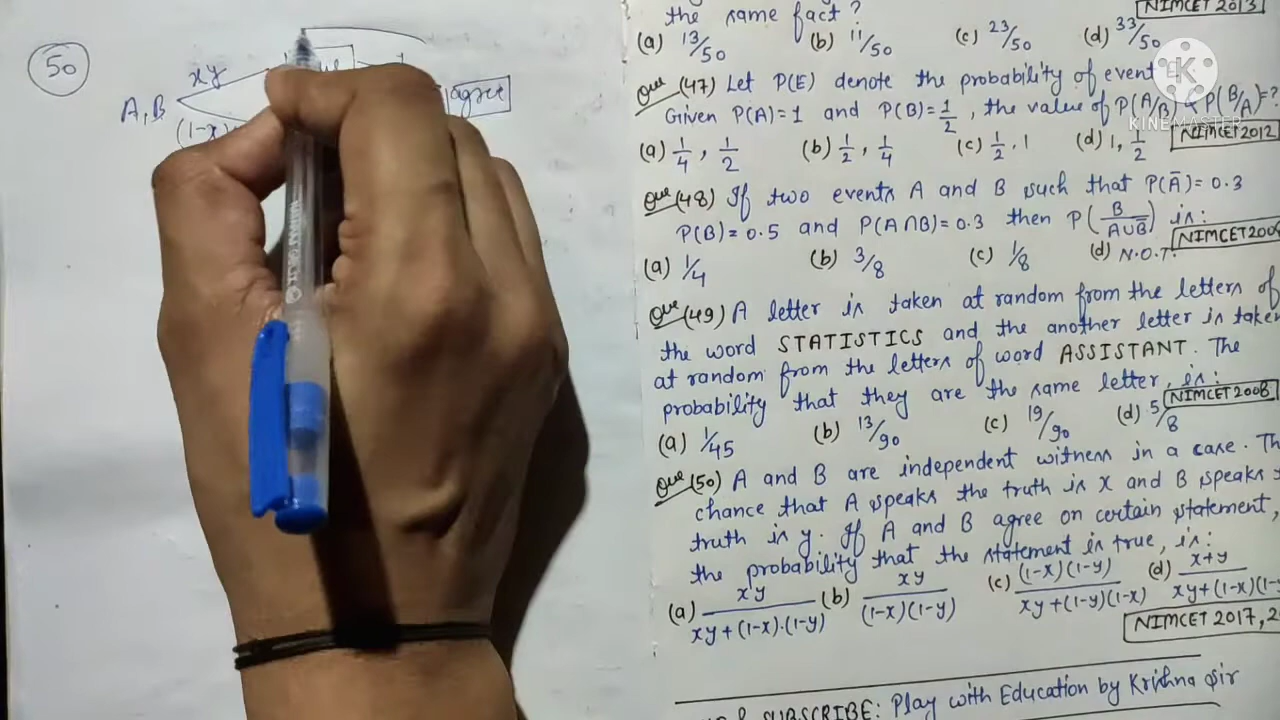 50
xy
A, B
(1-x)
agree
the same fact ?
NIMCET 2013
(a) 13/50 (b) 11/50 (c) 23/50 (d) 33/50
Que (47) Let P(E) denote the probability of event E.
Given P(A)=1 and P(B)=1/2, the value of P(A/B) & P(B/A)=?
(a) 1/4, 1/2 (b) 1/2, 1/4 (c) 1/2, 1 (d) 1, 1/2
NIMCET 2012
KINEMASTER
Que (48) If two events A and B such that P(Ā)=0.3
P(B)=0.5 and P(A∩B)=0.3 then P(B/A∪B̄) is:
NIMCET 200
(a) 1/4 (b) 3/8 (c) 1/8 (d) N.O.T.
Que (49) A letter is taken at random from the letters of
the word STATISTICS and the another letter is taken
at random from the letters of word ASSISTANT. The
probability that they are the same letter, is:
NIMCET 2008
(a) 1/45 (b) 13/90 (c) 19/90 (d) 5/8
Que (50) A and B are independent witness in a case. Th
chance that A speaks the truth is x and B speaks
truth is y. If A and B agree on certain statement,
the probability that the statement is true, is:
(a) xy/xy+(1-x).(1-y) (b) xy/(1-x)(1-y) (c) (1-x)(1-y)/xy+(1-y)(1-x) (d) x+y/xy+(1-x)(1-
NIMCET 2017, 2
SUBSCRIBE: Play with Education by Krishna Sir